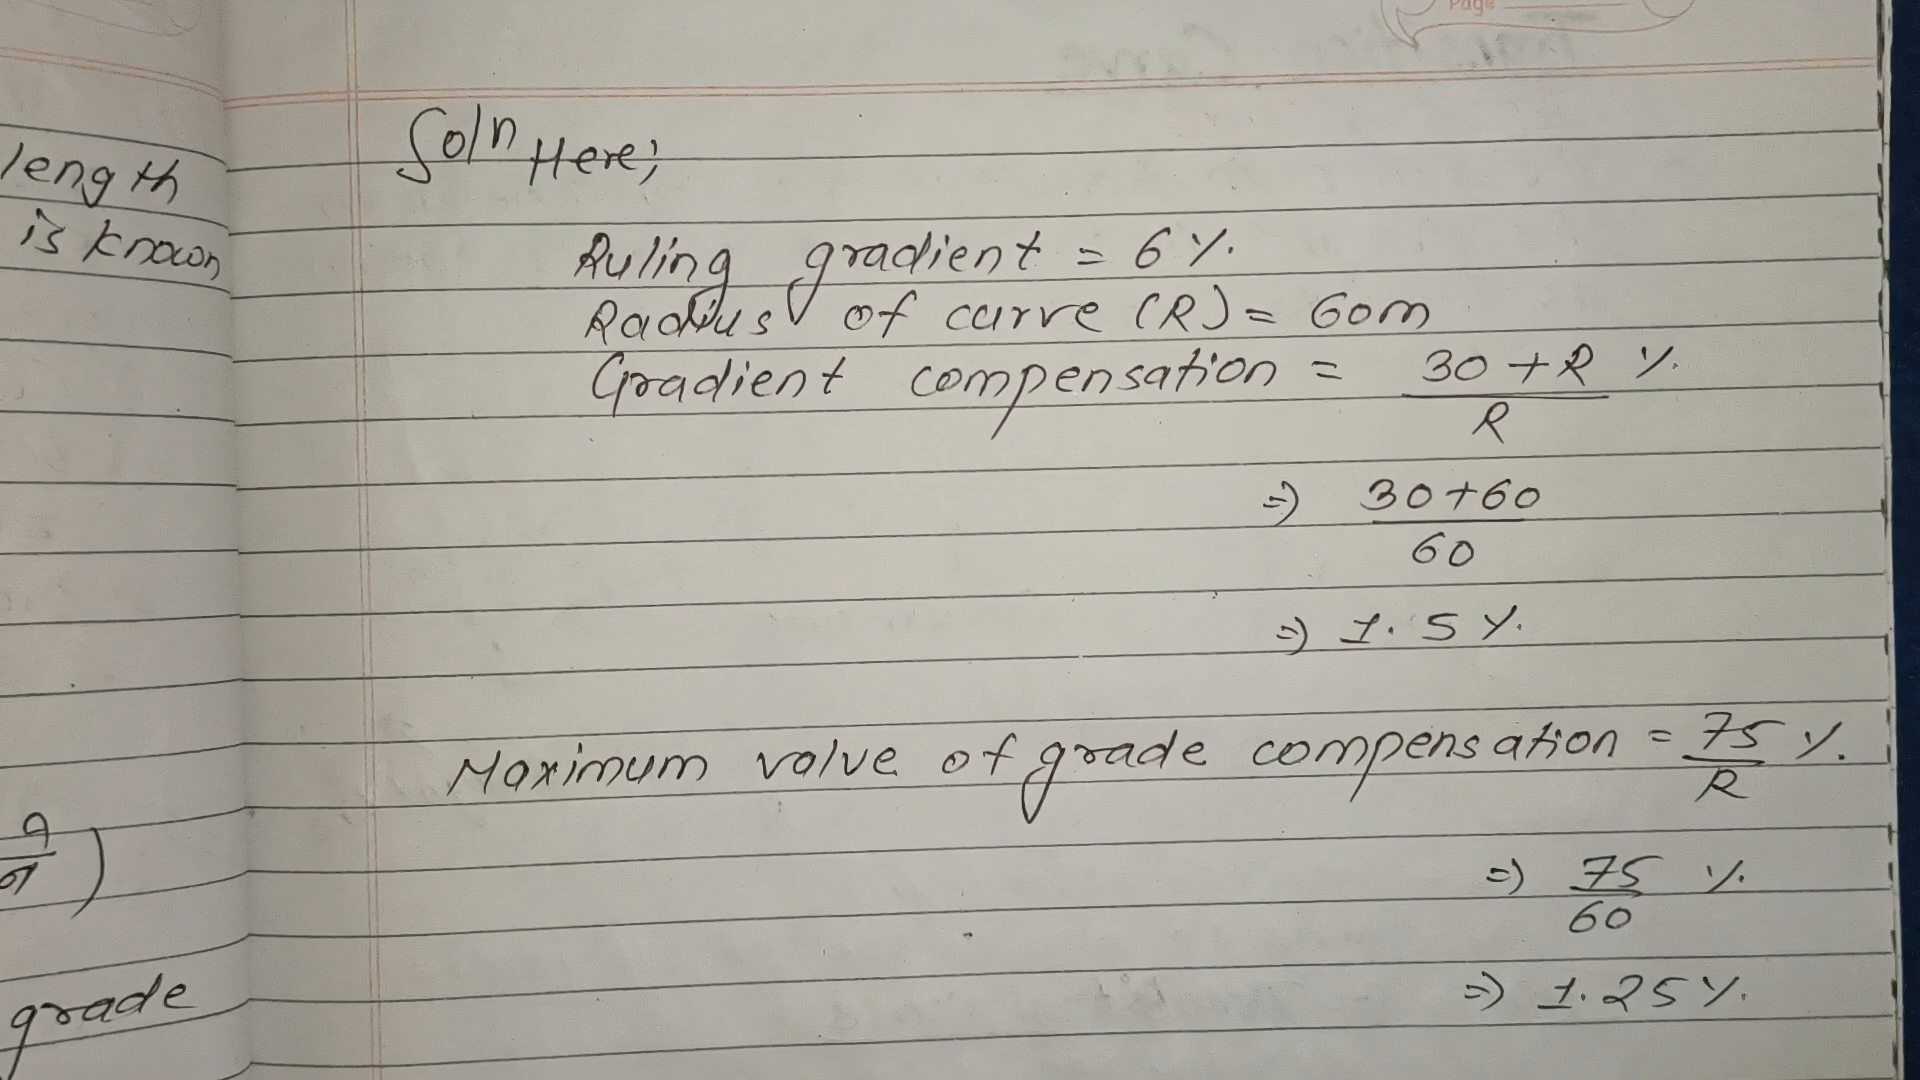 Page
length
is known
grade
Soln Here;
Ruling gradient = 6 %.
Radius of curve (R) = 60m
Gradient compensation = 30 + R %.
R
=) 30+60
60
=) 1.5 %.
Maximum value of grade compensation = 75 %.
R
=) 75 %.
60
=) 1.25 %.